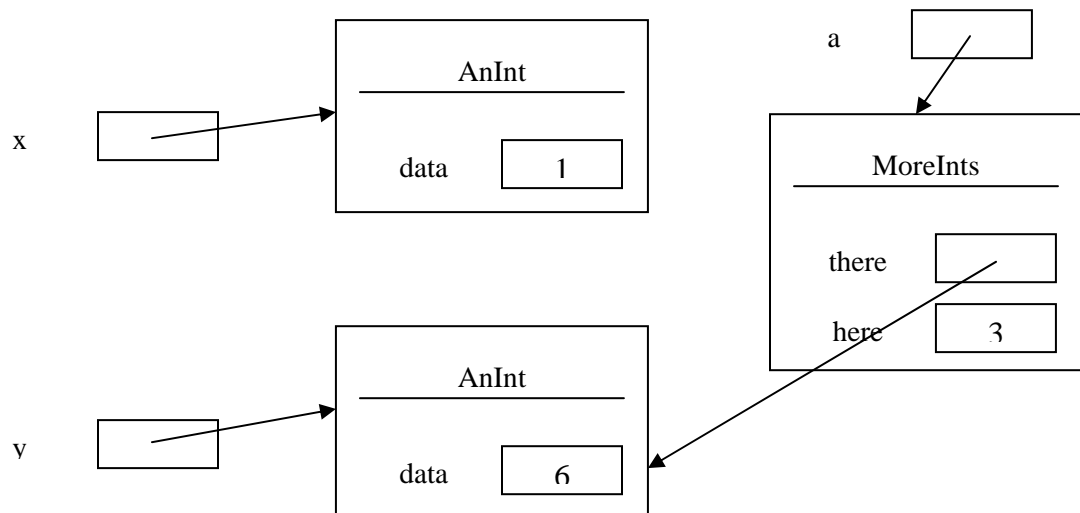 a
AnInt
x
data 1
MoreInts
there
here 3
AnInt
y
data 6